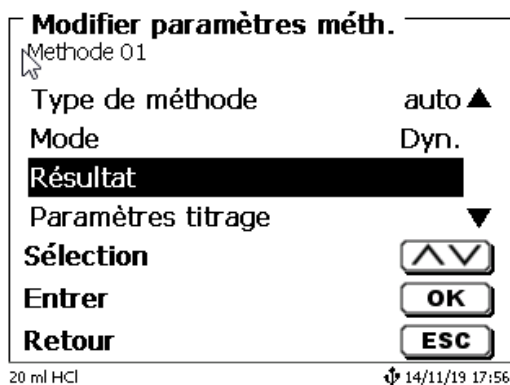 Modifier paramètres méth.
Methode 01
Type de méthode auto
Mode Dyn.
Résultat
Paramètres titrage
Sélection
Entrer OK
Retour ESC
20 ml HCl 14/11/19 17:56